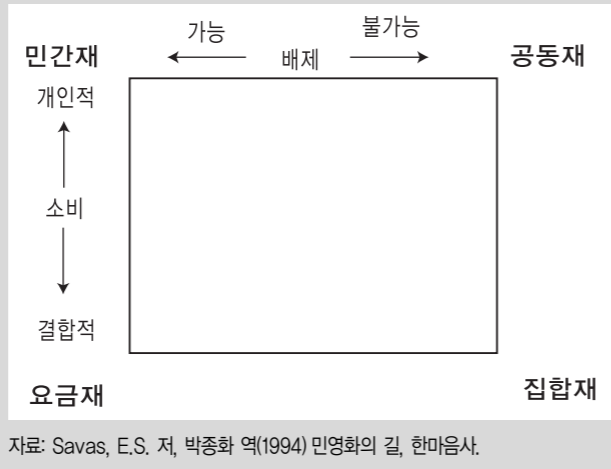 가능 불가능
민간재 배제 공동재
개인적
소비
결합적
요금재 집합재
자료: Savas, E.S. 저, 박종화 역(1994) 민영화의 길, 한마음사.